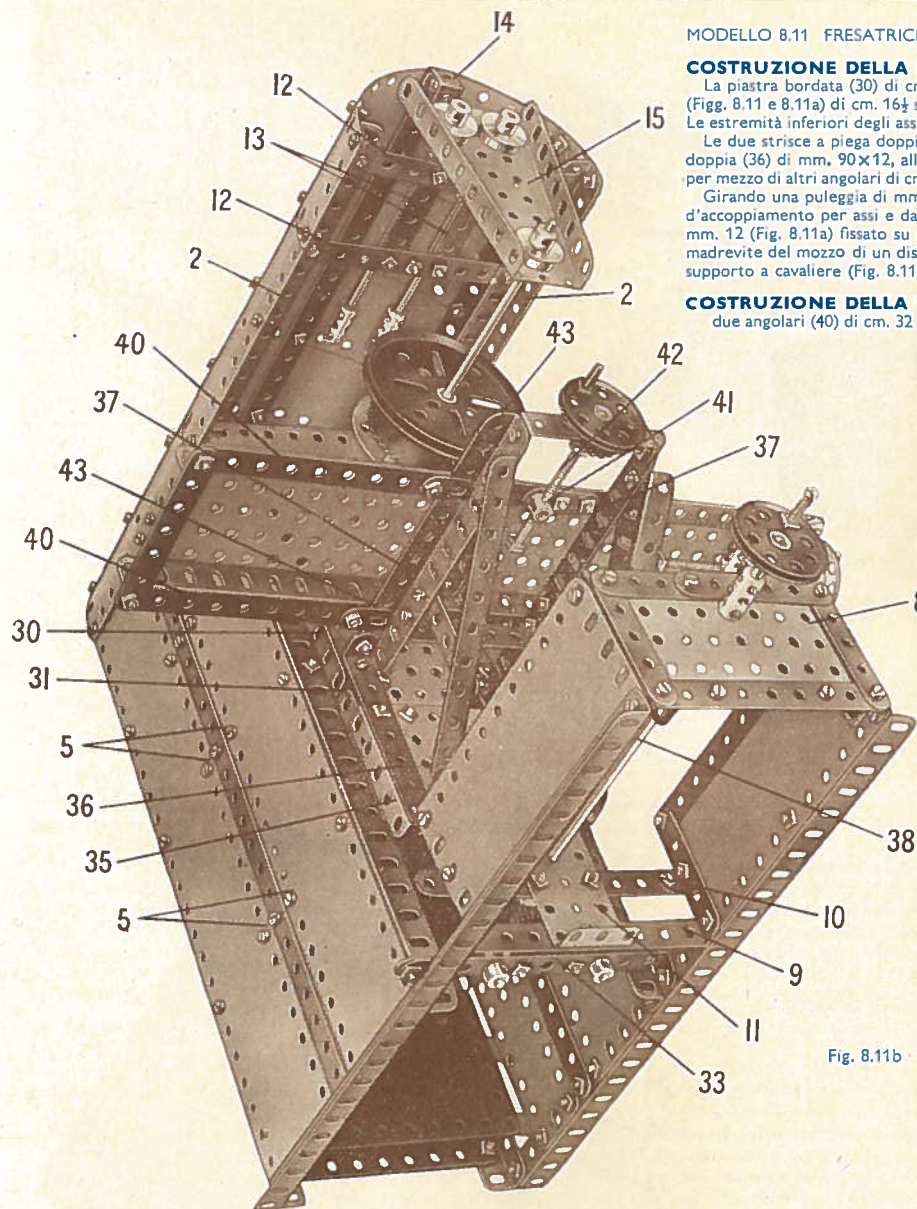 MODELLO 8.11 FRESATRICE
COSTRUZIONE DELLA
La piastra bordata (30) di cm
(Figg. 8.11 e 8.11a) di cm. 16½ s
Le estremità inferiori degli ass
Le due strisce a piega doppi
doppia (36) di mm. 90×12, all
per mezzo di altri angolari di cm
Girando una puleggia di mm
d'accoppiamento per assi e da
mm. 12 (Fig. 8.11a) fissato su
madrevite del mozzo di un dis
supporto a cavaliere (Fig. 8.11
COSTRUZIONE DELLA
due angolari (40) di cm. 32
14
12
15
13
12
2
2
43
40
42
41
37
37
43
40
8
30
31
5
36
35
38
5
10
9
11
33
Fig. 8.11b